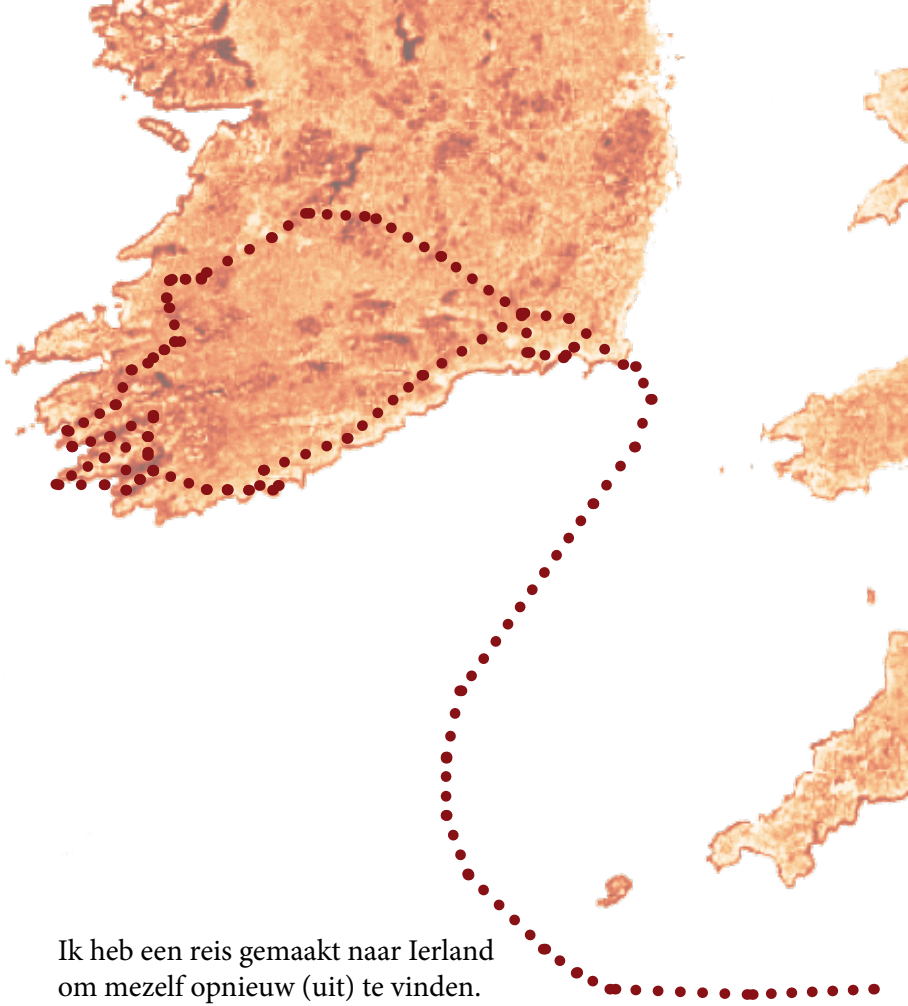 Ik heb een reis gemaakt naar Ierland
om mezelf opnieuw (uit) te vinden.